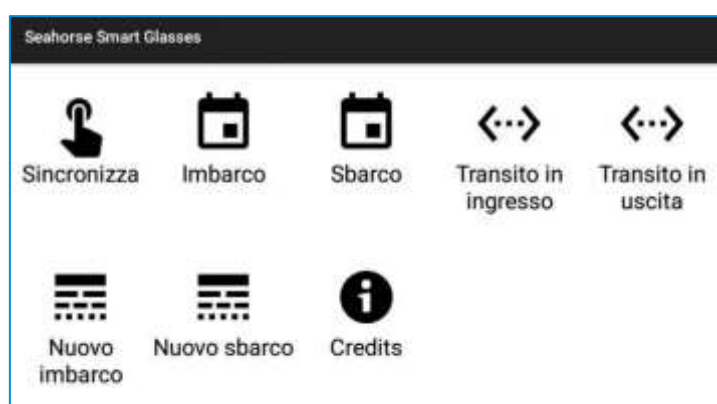 Seahorse Smart Glasses
Sincronizza
Imbarco
Sbarco
Transito in
ingresso
Transito in
uscita
Nuovo
imbarco
Nuovo sbarco
Credits